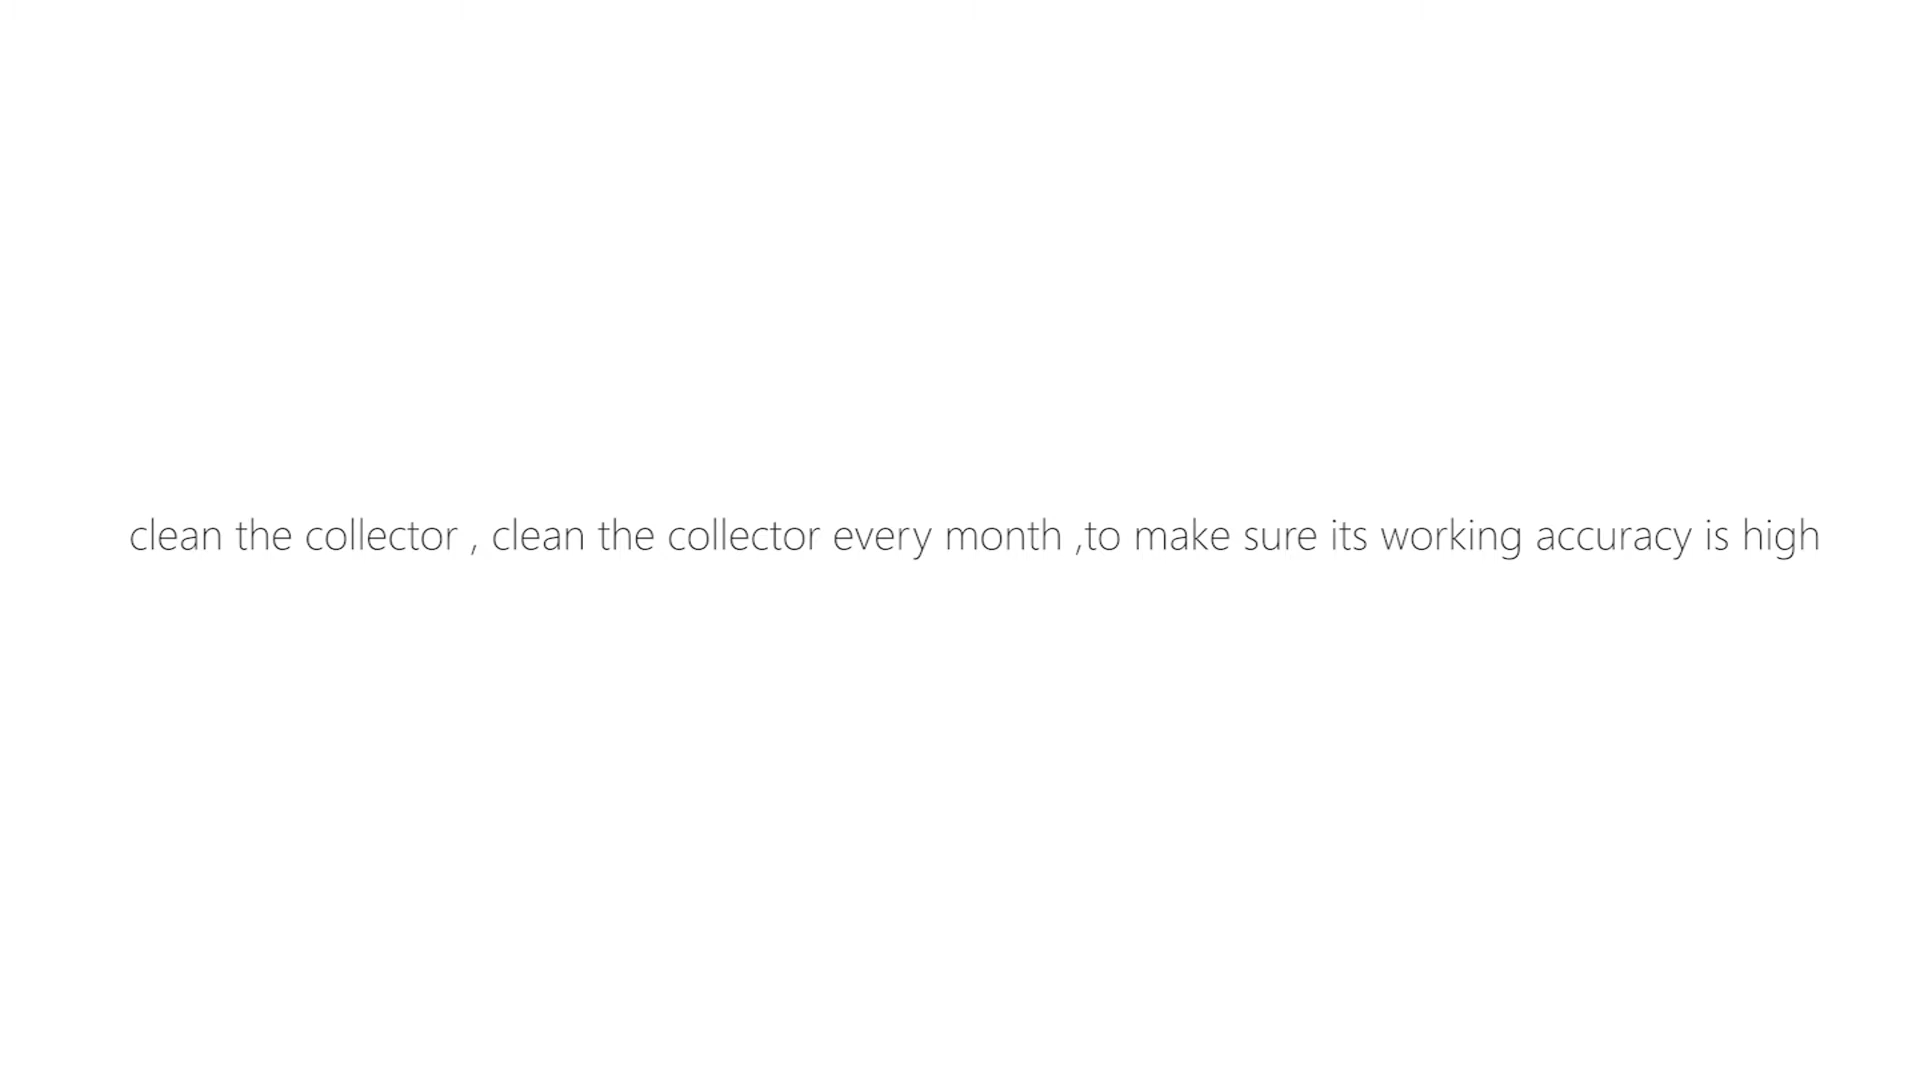 clean the collector , clean the collector every month ,to make sure its working accuracy is high